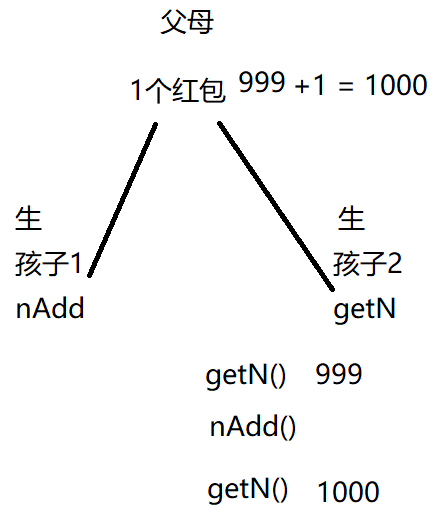 父母
1个红包 999 +1 = 1000
生 生
孩子1 孩子2
nAdd getN
getN() 999
nAdd()
getN() 1000